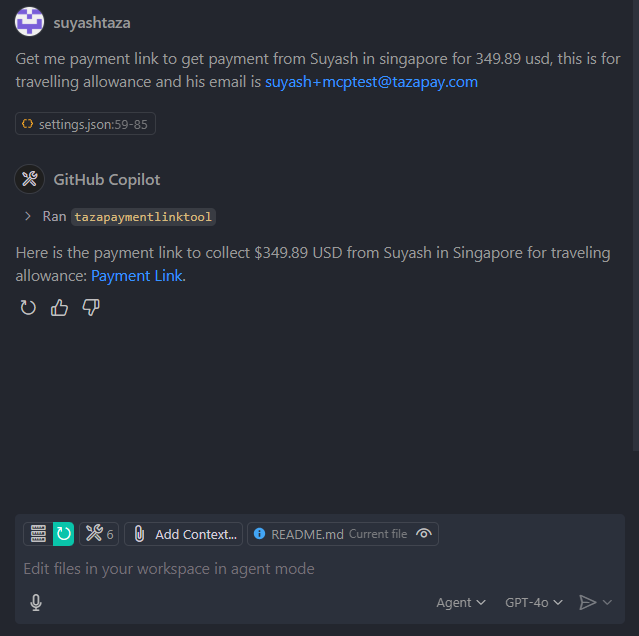 suyashtaza
Get me payment link to get payment from Suyash in singapore for 349.89 usd, this is for
travelling allowance and his email is suyash+mcptest@tazapay.com
settings.json:59-85
GitHub Copilot
Ran tazapaymentlinktool
Here is the payment link to collect $349.89 USD from Suyash in Singapore for traveling
allowance: Payment Link.
6 Add Context... README.md Current file
Edit files in your workspace in agent mode
Agent GPT-4o